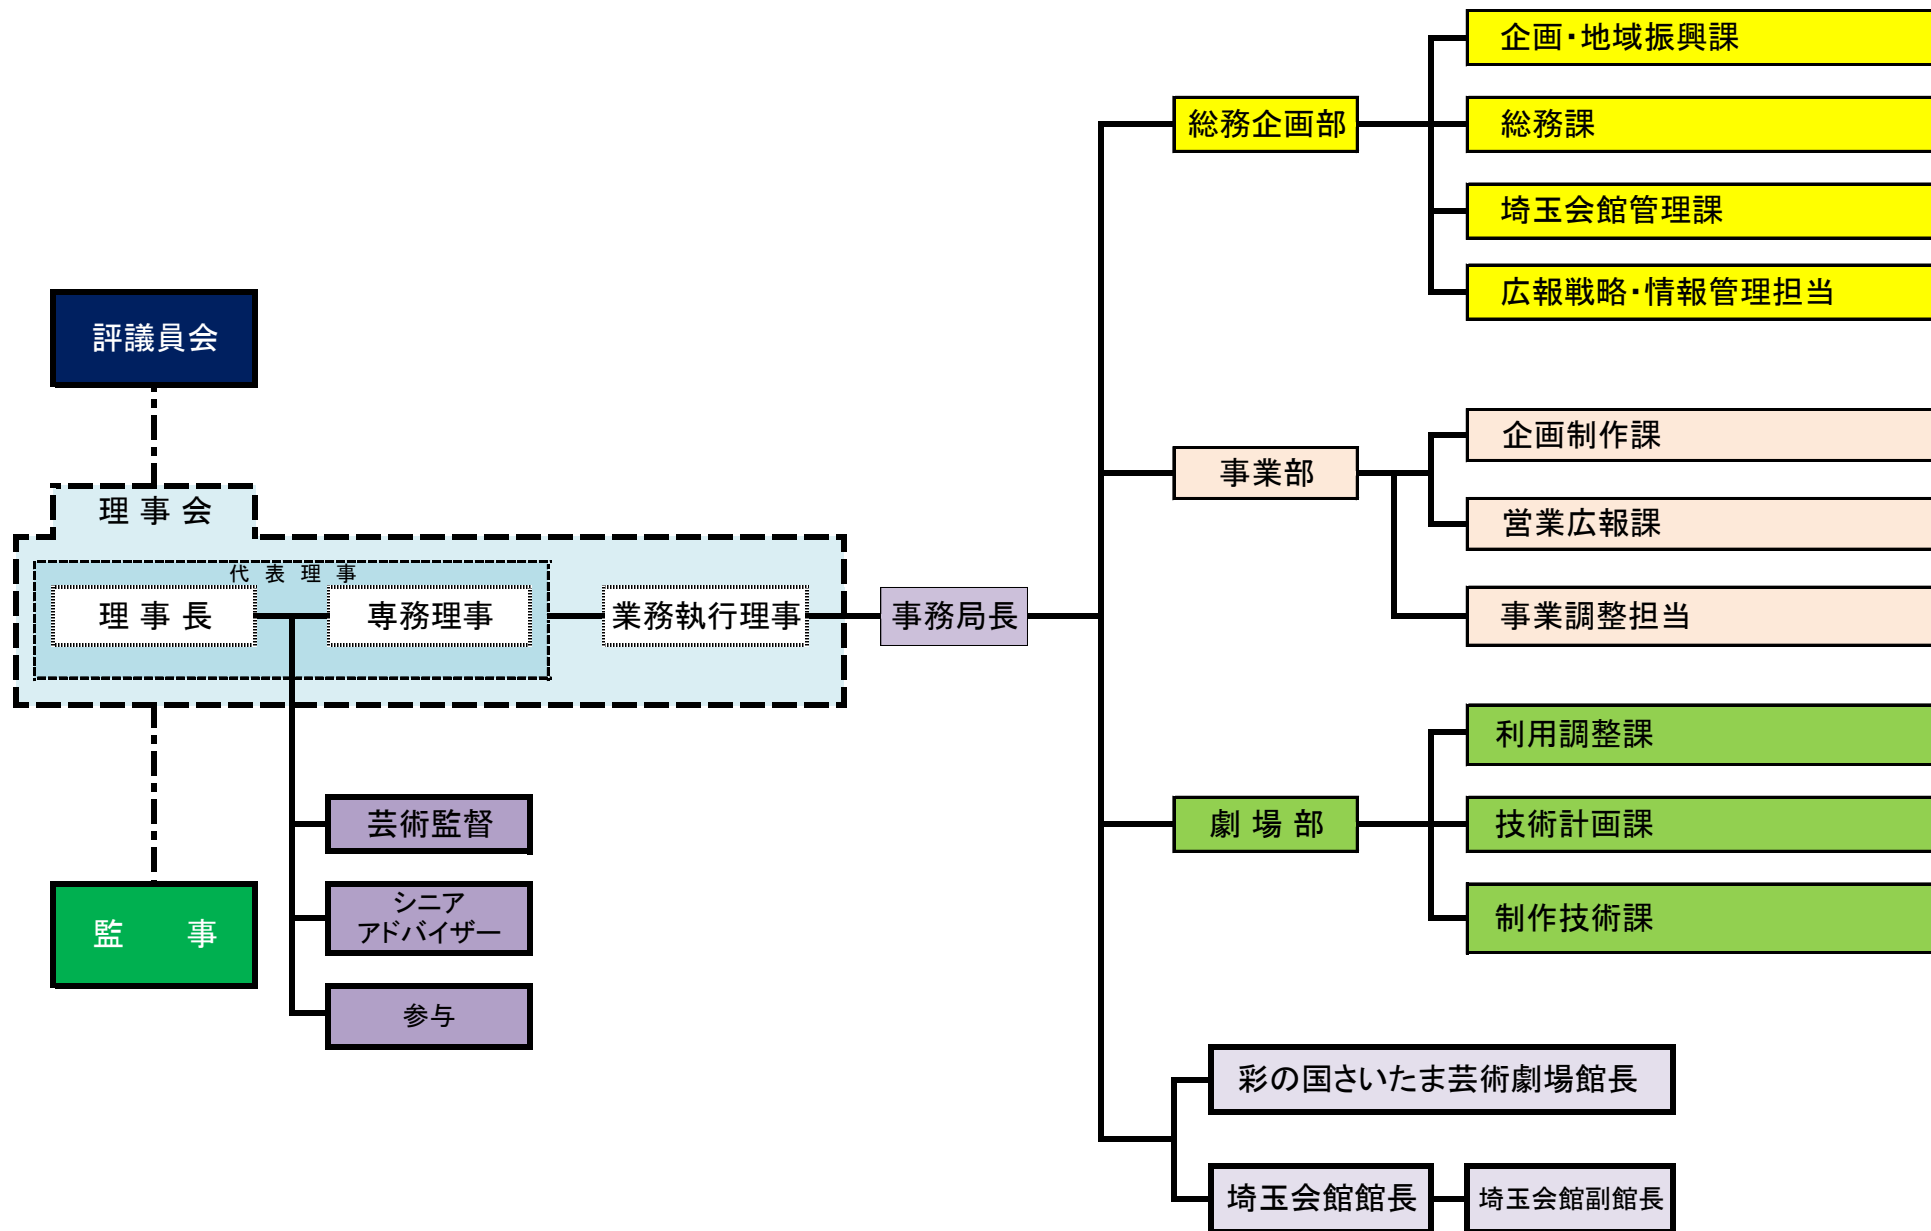 評議員会
理事会
代表理事
理事長
専務理事
業務執行理事
事務局長
監　事
芸術監督
シニア
アドバイザー
参与
総務企画部
企画・地域振興課
総務課
埼玉会館管理課
広報戦略・情報管理担当
事業部
企画制作課
営業広報課
事業調整担当
劇場部
利用調整課
技術計画課
制作技術課
彩の国さいたま芸術劇場館長
埼玉会館館長
埼玉会館副館長